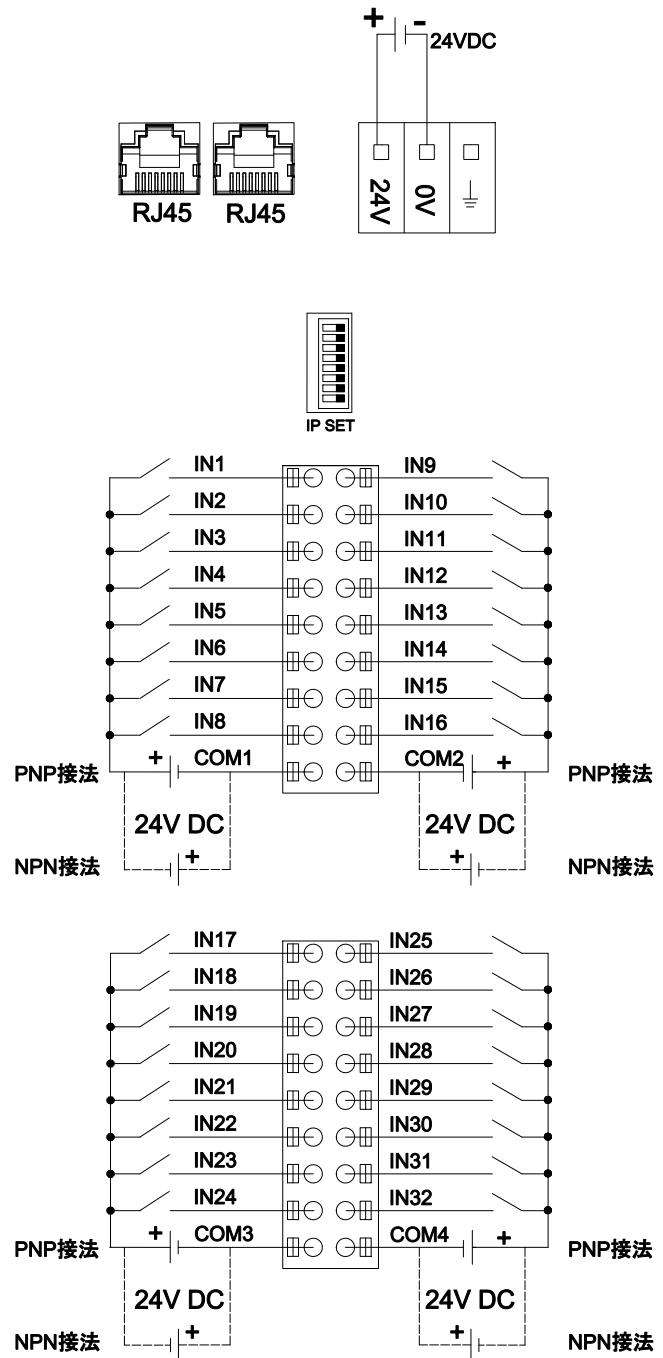 + -
24VDC
RJ45 RJ45
24V 0V
IP SET
IN1 IN9
IN2 IN10
IN3 IN11
IN4 IN12
IN5 IN13
IN6 IN14
IN7 IN15
IN8 IN16
PNP接法 + COM1 COM2 + PNP接法
24V DC 24V DC
NPN接法 + + NPN接法
IN17 IN25
IN18 IN26
IN19 IN27
IN20 IN28
IN21 IN29
IN22 IN30
IN23 IN31
IN24 IN32
PNP接法 + COM3 COM4 + PNP接法
24V DC 24V DC
NPN接法 + + NPN接法